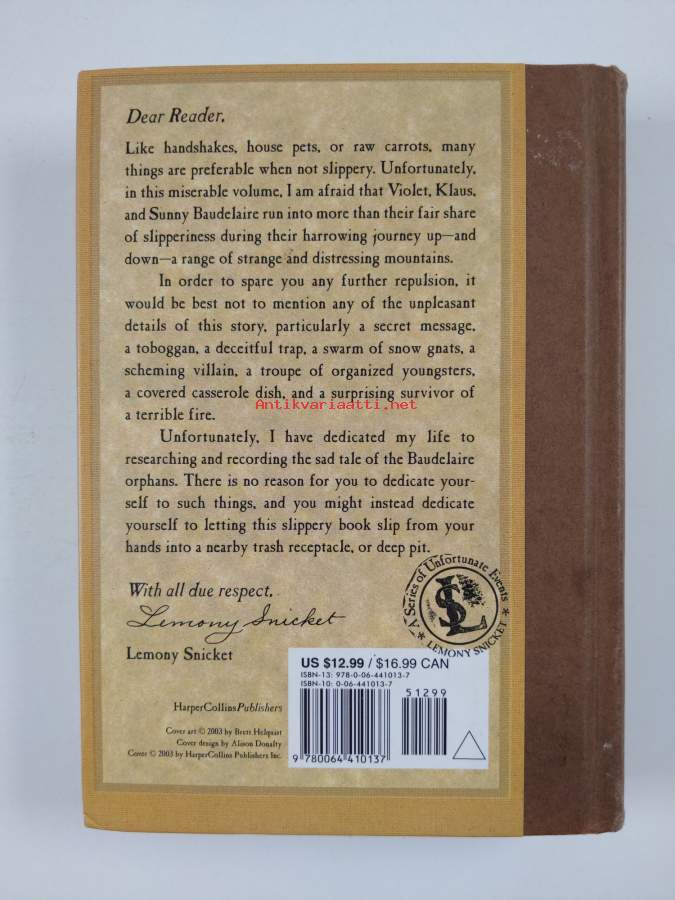 Dear Reader,
Like handshakes, house pets, or raw carrots, many
things are preferable when not slippery. Unfortunately,
in this miserable volume, I am afraid that Violet, Klaus,
and Sunny Baudelaire run into more than their fair share
of slipperiness during their harrowing journey up—and
down—a range of strange and distressing mountains.
In order to spare you any further repulsion, it
would be best not to mention any of the unpleasant
details of this story, particularly a secret message,
a toboggan, a deceitful trap, a swarm of snow gnats, a
scheming villain, a troupe of organized youngsters,
a covered casserole dish, and a surprising survivor of
a terrible fire.
Antikvariaatti.net
Unfortunately, I have dedicated my life to
researching and recording the sad tale of the Baudelaire
orphans. There is no reason for you to dedicate your-
self to such things, and you might instead dedicate
yourself to letting this slippery book slip from your
hands into a nearby trash receptacle, or deep pit.
With all due respect,
Lemony Snicket
Lemony Snicket
A Series of Unfortunate Events
LS
LEMONY SNICKET
HarperCollinsPublishers
Cover art © 2003 by Brett Helquist
Cover design by Alison Donalty
Cover © 2003 by HarperCollins Publishers Inc.
US $12.99 / $16.99 CAN
ISBN-13: 978-0-06-441013-7
ISBN-10: 0-06-441013-7
51299
9 780064 410137